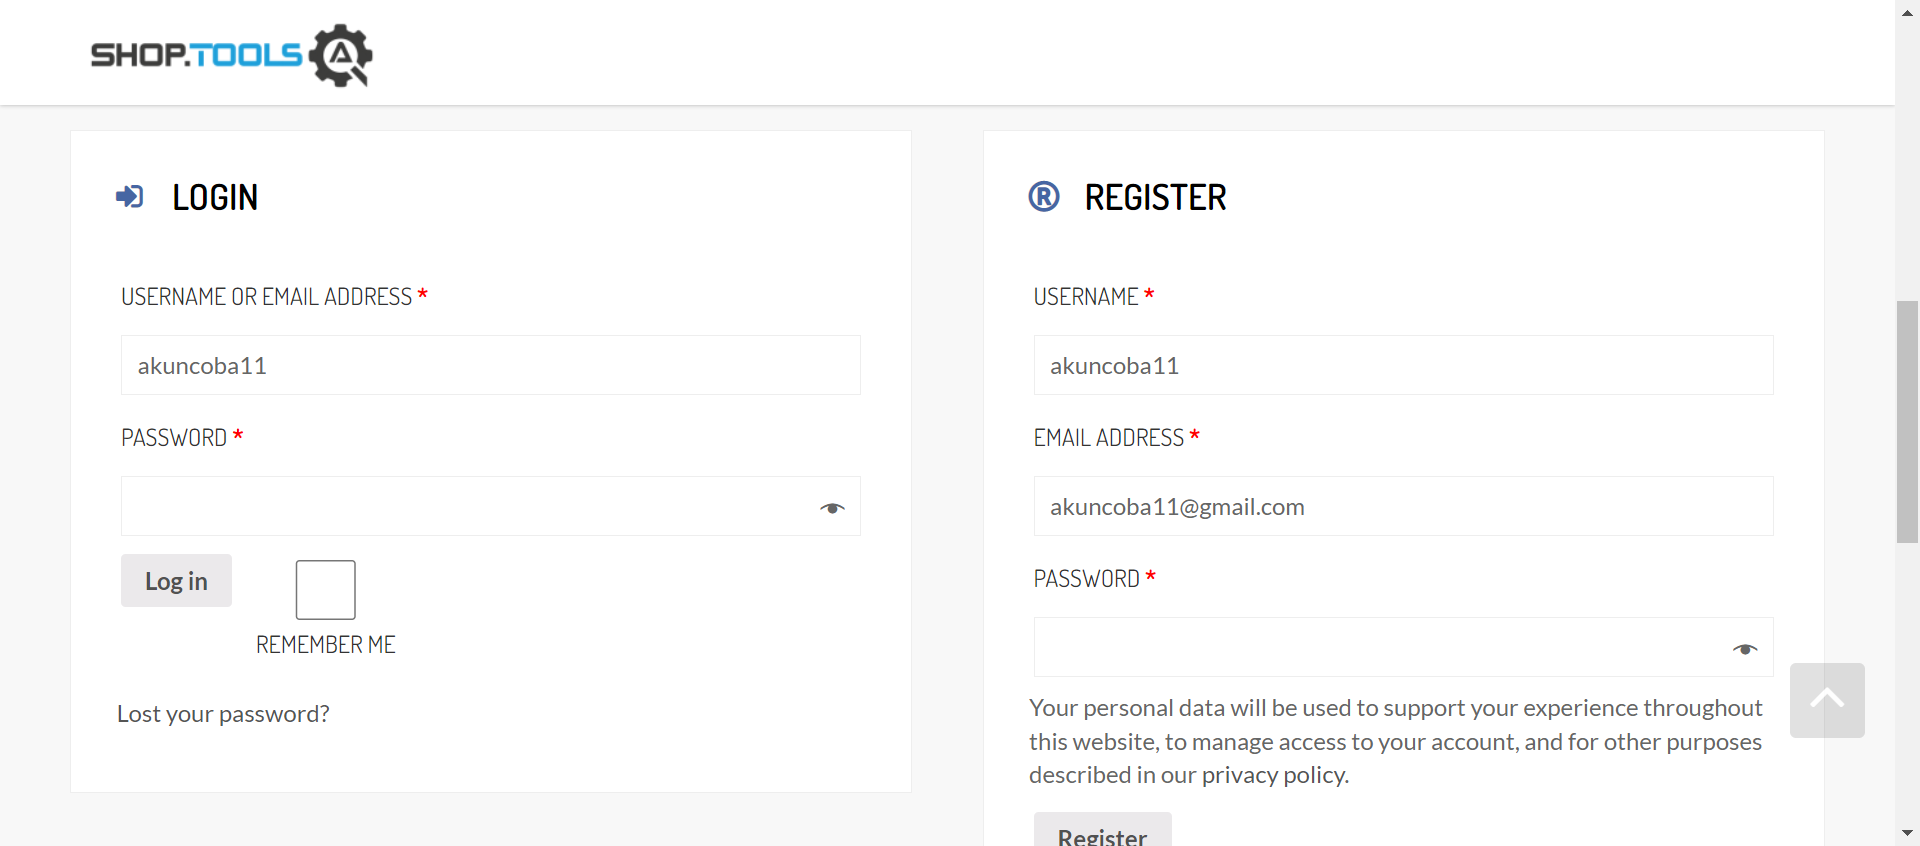 SHOP.TOOLS
LOGIN
USERNAME OR EMAIL ADDRESS *
akuncoba11
PASSWORD *
Log in
REMEMBER ME
Lost your password?
REGISTER
USERNAME *
akuncoba11
EMAIL ADDRESS *
akuncoba11@gmail.com
PASSWORD *
Your personal data will be used to support your experience throughout
this website, to manage access to your account, and for other purposes
described in our privacy policy.
Register